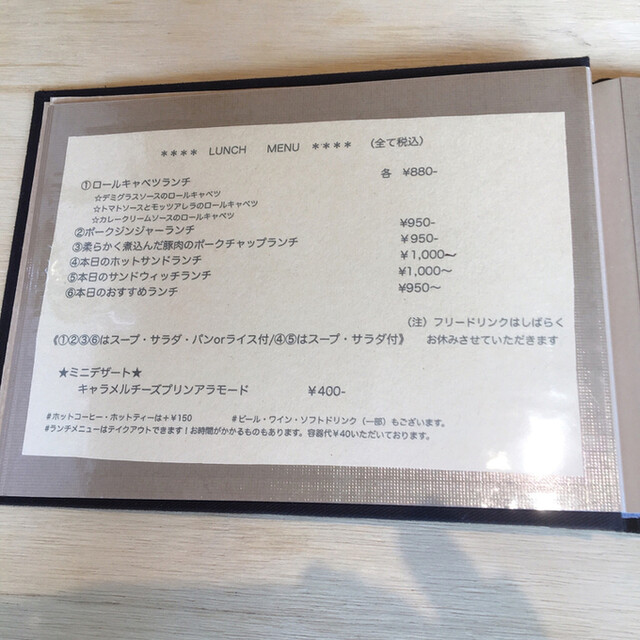 **** LUNCH MENU **** (全て税込)
①ロールキャベツランチ 各 ¥880-
☆デミグラスソースのロールキャベツ
☆トマトソースとモッツアレラのロールキャベツ
☆カレークリームソースのロールキャベツ
②ポークジンジャーランチ ¥950-
③柔らかく煮込んだ豚肉のポークチャップランチ ¥950-
④本日のホットサンドランチ ¥1,000〜
⑤本日のサンドウィッチランチ ¥1,000〜
⑥本日のおすすめランチ ¥950〜
(注) フリードリンクはしばらく
《①②③⑥はスープ・サラダ・パンorライス付/④⑤はスープ・サラダ付》 お休みさせていただきます
★ミニデザート★
キャラメルチーズプリンアラモード ¥400-
#ホットコーヒー・ホットティーは＋¥150 #ビール・ワイン・ソフトドリンク(一部)もございます。
#ランチメニューはテイクアウトできます！お時間がかかるものもあります。容器代¥40いただいております。